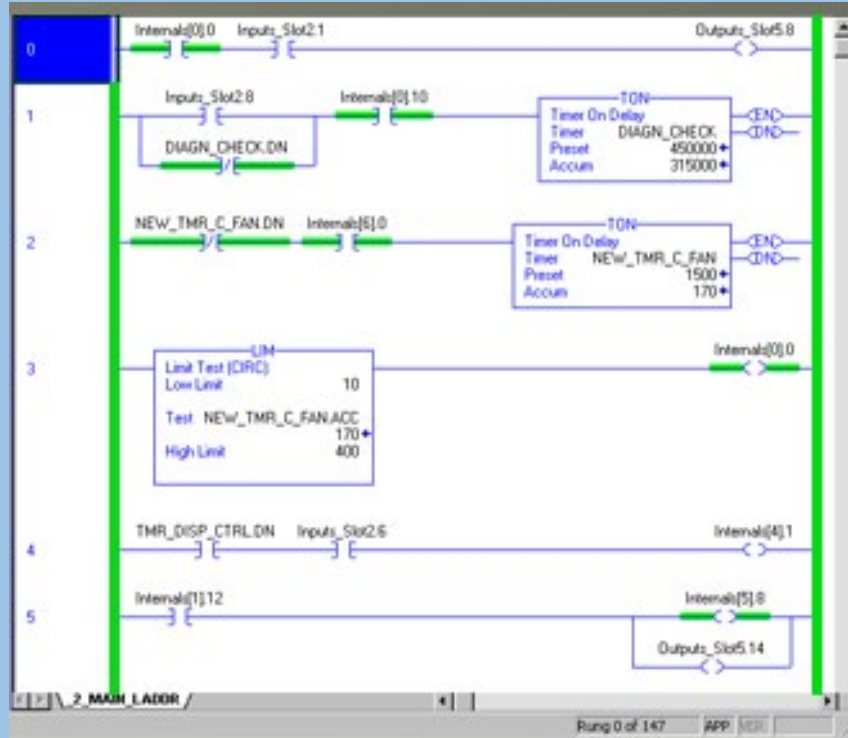 Internals[0].0 Inputs_Slot2.1 Outputs_Slot5.8
0
Inputs_Slot2.8 Internals[0].10 TON
1
Timer On Delay EN
Timer DIAGN_CHECK DN
DIAGN_CHECK.DN Preset 450000
Accum 315000
NEW_TMR_C_FAN.DN Internals[6].0 TON
2
Timer On Delay EN
Timer NEW_TMR_C_FAN DN
Preset 1500
Accum 170
LIM Internals[0].0
3
Limit Test (CIRC)
Low Limit 10
Test NEW_TMR_C_FAN.ACC
170
High Limit 400
TMR_DISP_CTRL.DN Inputs_Slot2.6 Internals[4].1
4
Internals[1].12 Internals[5].8
5
Outputs_Slot5.14
_2_MAIN_LADDR
Rung 0 of 147 APP VER